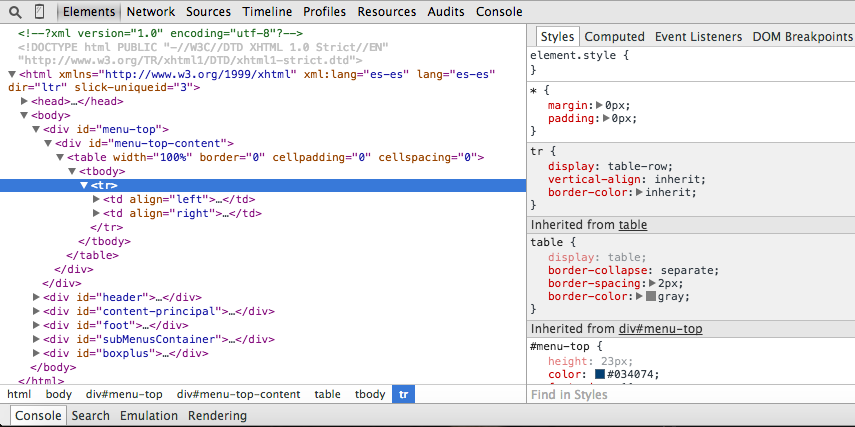 Elements Network Sources Timeline Profiles Resources Audits Console
<!--?xml version="1.0" encoding="utf-8"?-->
<!DOCTYPE html PUBLIC "-//W3C//DTD XHTML 1.0 Strict//EN"
"http://www.w3.org/TR/xhtml1/DTD/xhtml1-strict.dtd">
▼<html xmlns="http://www.w3.org/1999/xhtml" xml:lang="es-es" lang="es-es"
dir="ltr" slick-uniqueid="3">
▶<head>…</head>
▼<body>
▼<div id="menu-top">
▼<div id="menu-top-content">
▼<table width="100%" border="0" cellpadding="0" cellspacing="0">
▼<tbody>
▼<tr>
▶<td align="left">…</td>
▶<td align="right">…</td>
</tr>
</tbody>
</table>
</div>
</div>
▶<div id="header">…</div>
▶<div id="content-principal">…</div>
▶<div id="foot">…</div>
▶<div id="subMenusContainer">…</div>
▶<div id="boxplus">…</div>
</body>
</html>
html body div#menu-top div#menu-top-content table tbody tr
Styles Computed Event Listeners DOM Breakpoints
element.style {
}
* {
margin:▶0px;
padding:▶0px;
}
tr {
display: table-row;
vertical-align: inherit;
border-color:▶inherit;
}
Inherited from table
table {
display: table;
border-collapse: separate;
border-spacing:▶2px;
border-color:▶gray;
}
Inherited from div#menu-top
#menu-top {
height: 23px;
color: #034074;
Find in Styles
Console Search Emulation Rendering